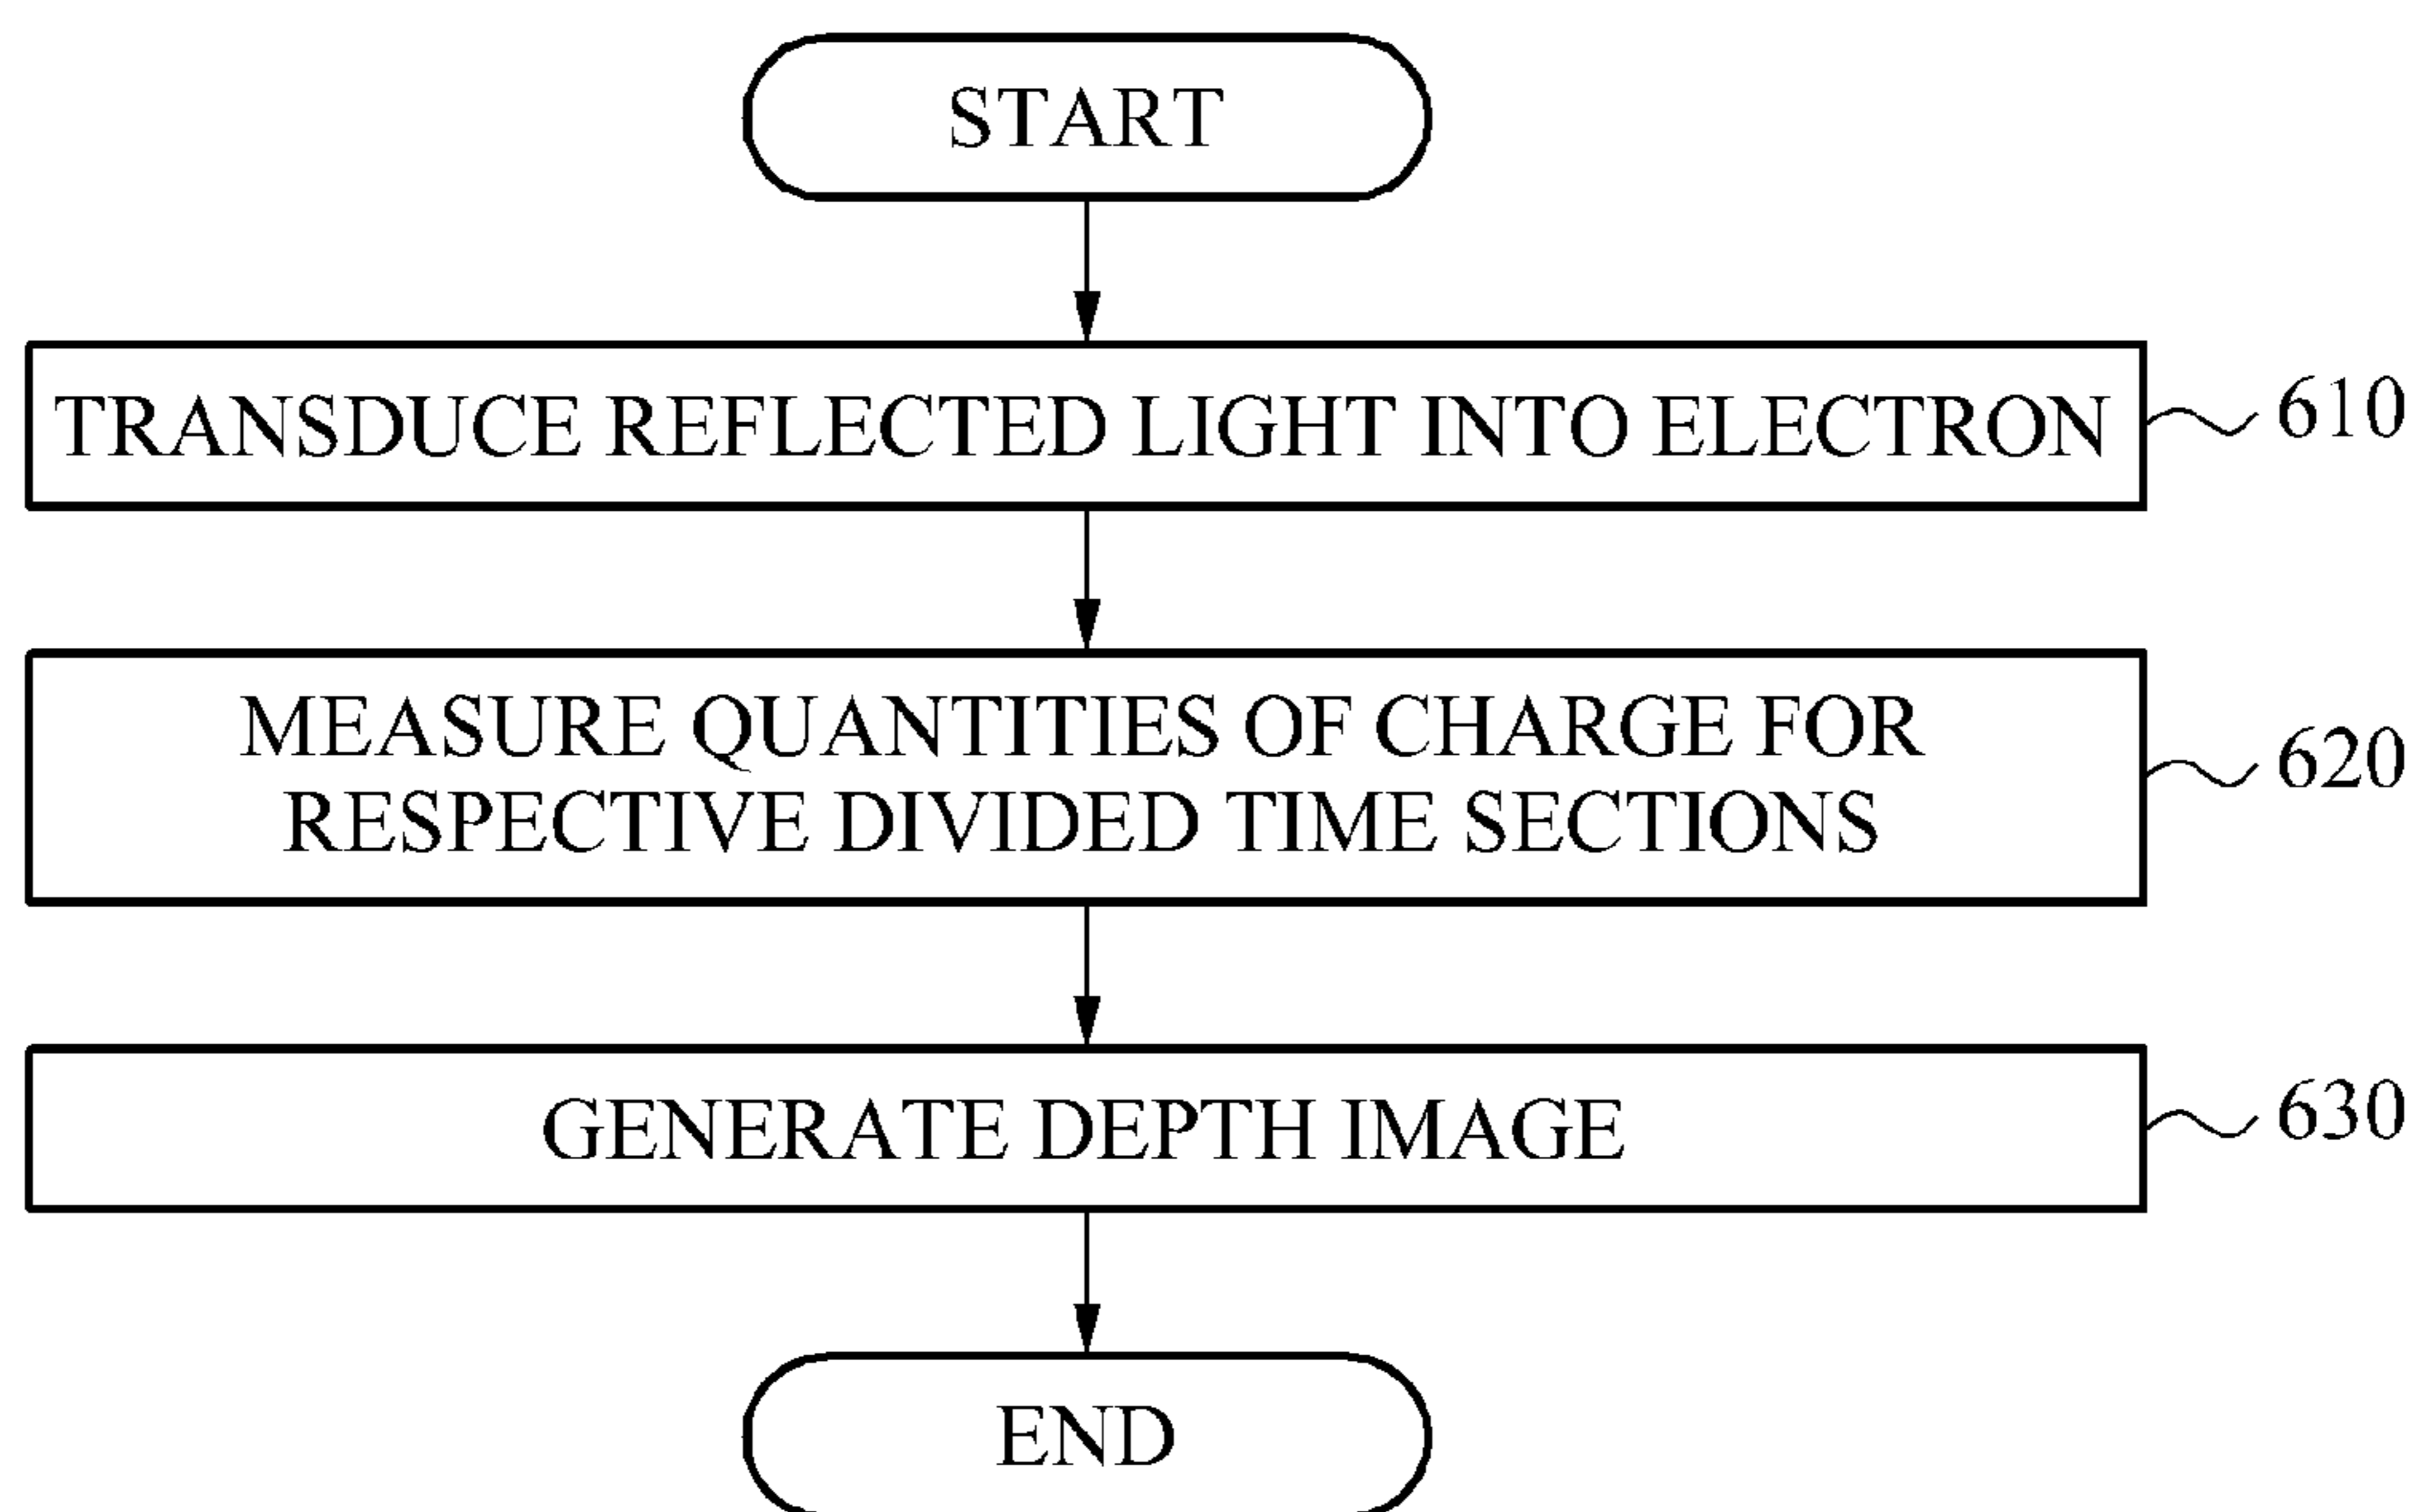 START
TRANSDUCE REFLECTED LIGHT INTO ELECTRON
610
MEASURE QUANTITIES OF CHARGE FOR
RESPECTIVE DIVIDED TIME SECTIONS
620
GENERATE DEPTH IMAGE
630
END